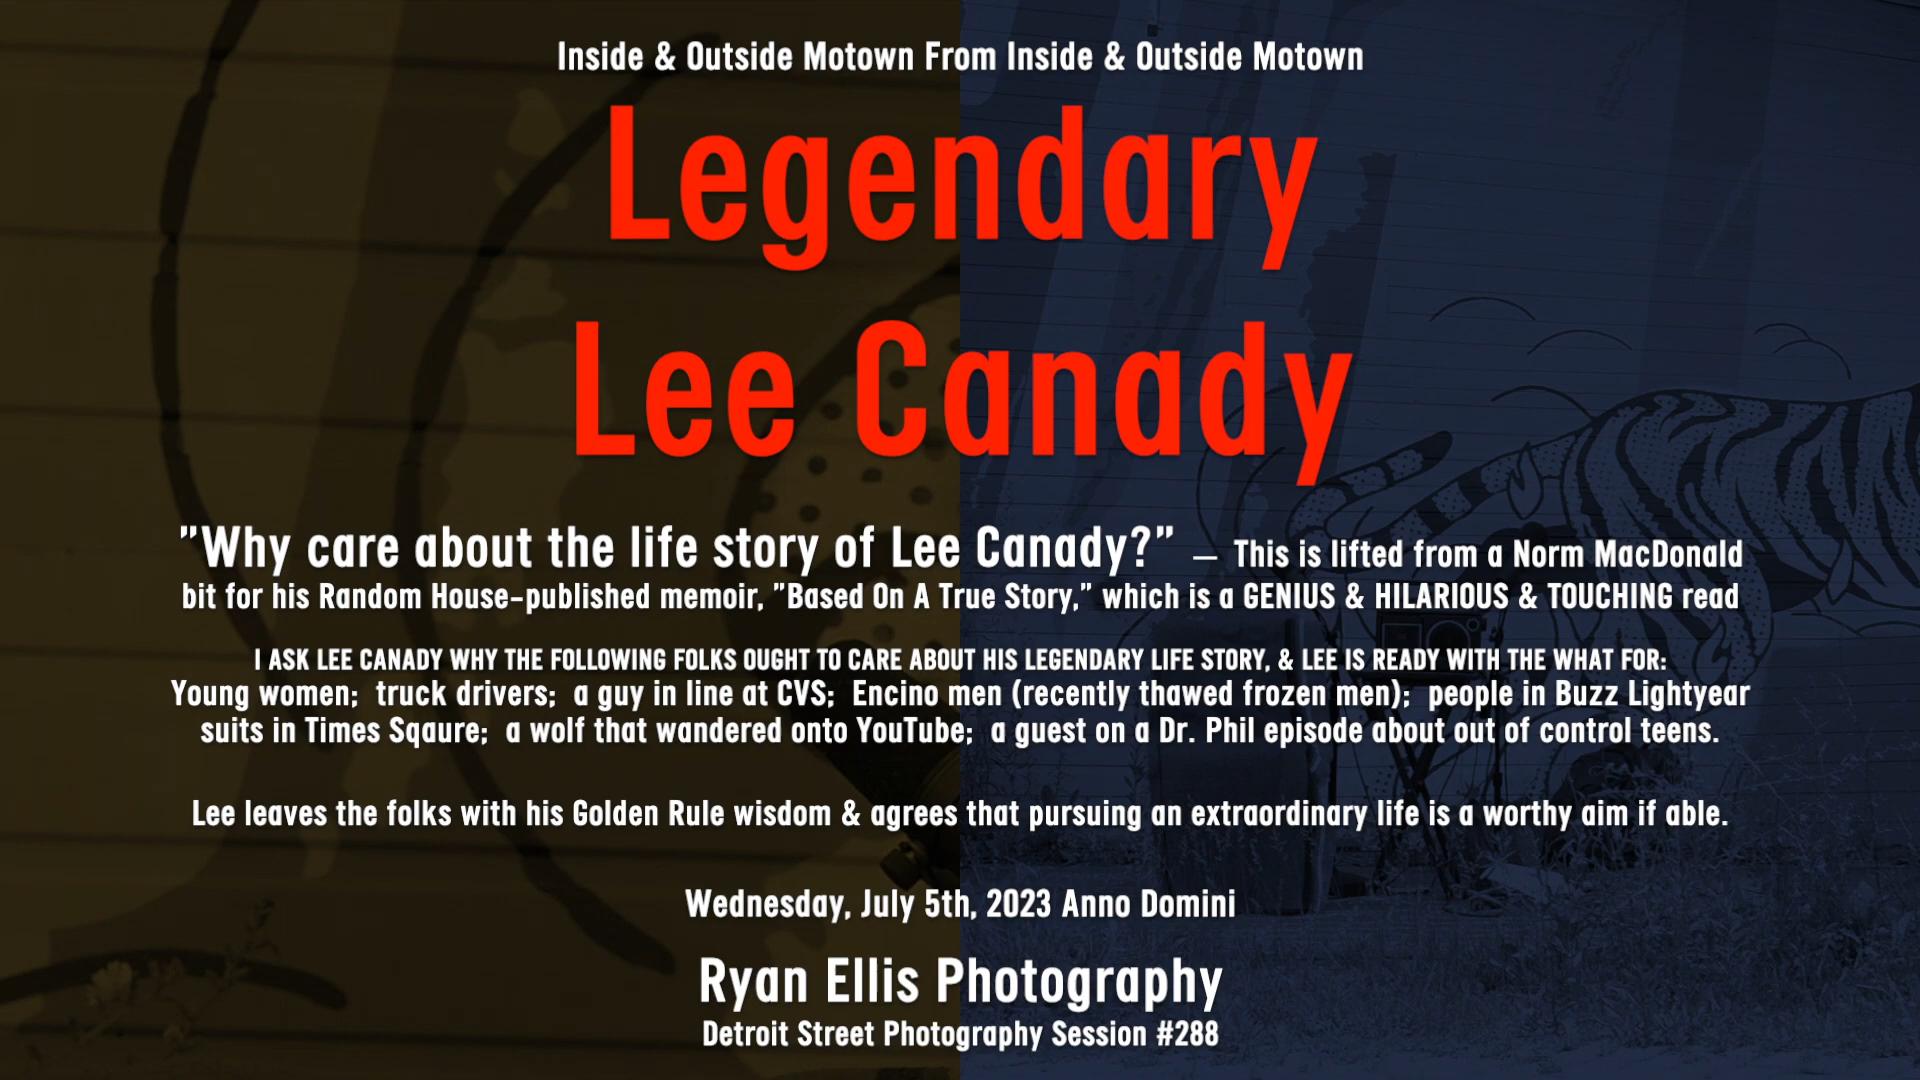 Inside & Outside Motown From Inside & Outside Motown
Legendary
Lee Canady
"Why care about the life story of Lee Canady?" – This is lifted from a Norm MacDonald
bit for his Random House-published memoir, "Based On A True Story," which is a GENIUS & HILARIOUS & TOUCHING read
I ASK LEE CANADY WHY THE FOLLOWING FOLKS OUGHT TO CARE ABOUT HIS LEGENDARY LIFE STORY, & LEE IS READY WITH THE WHAT FOR:
Young women; truck drivers; a guy in line at CVS; Encino men (recently thawed frozen men); people in Buzz Lightyear
suits in Times Sqaure; a wolf that wandered onto YouTube; a guest on a Dr. Phil episode about out of control teens.
Lee leaves the folks with his Golden Rule wisdom & agrees that pursuing an extraordinary life is a worthy aim if able.
Wednesday, July 5th, 2023 Anno Domini
Ryan Ellis Photography
Detroit Street Photography Session #288